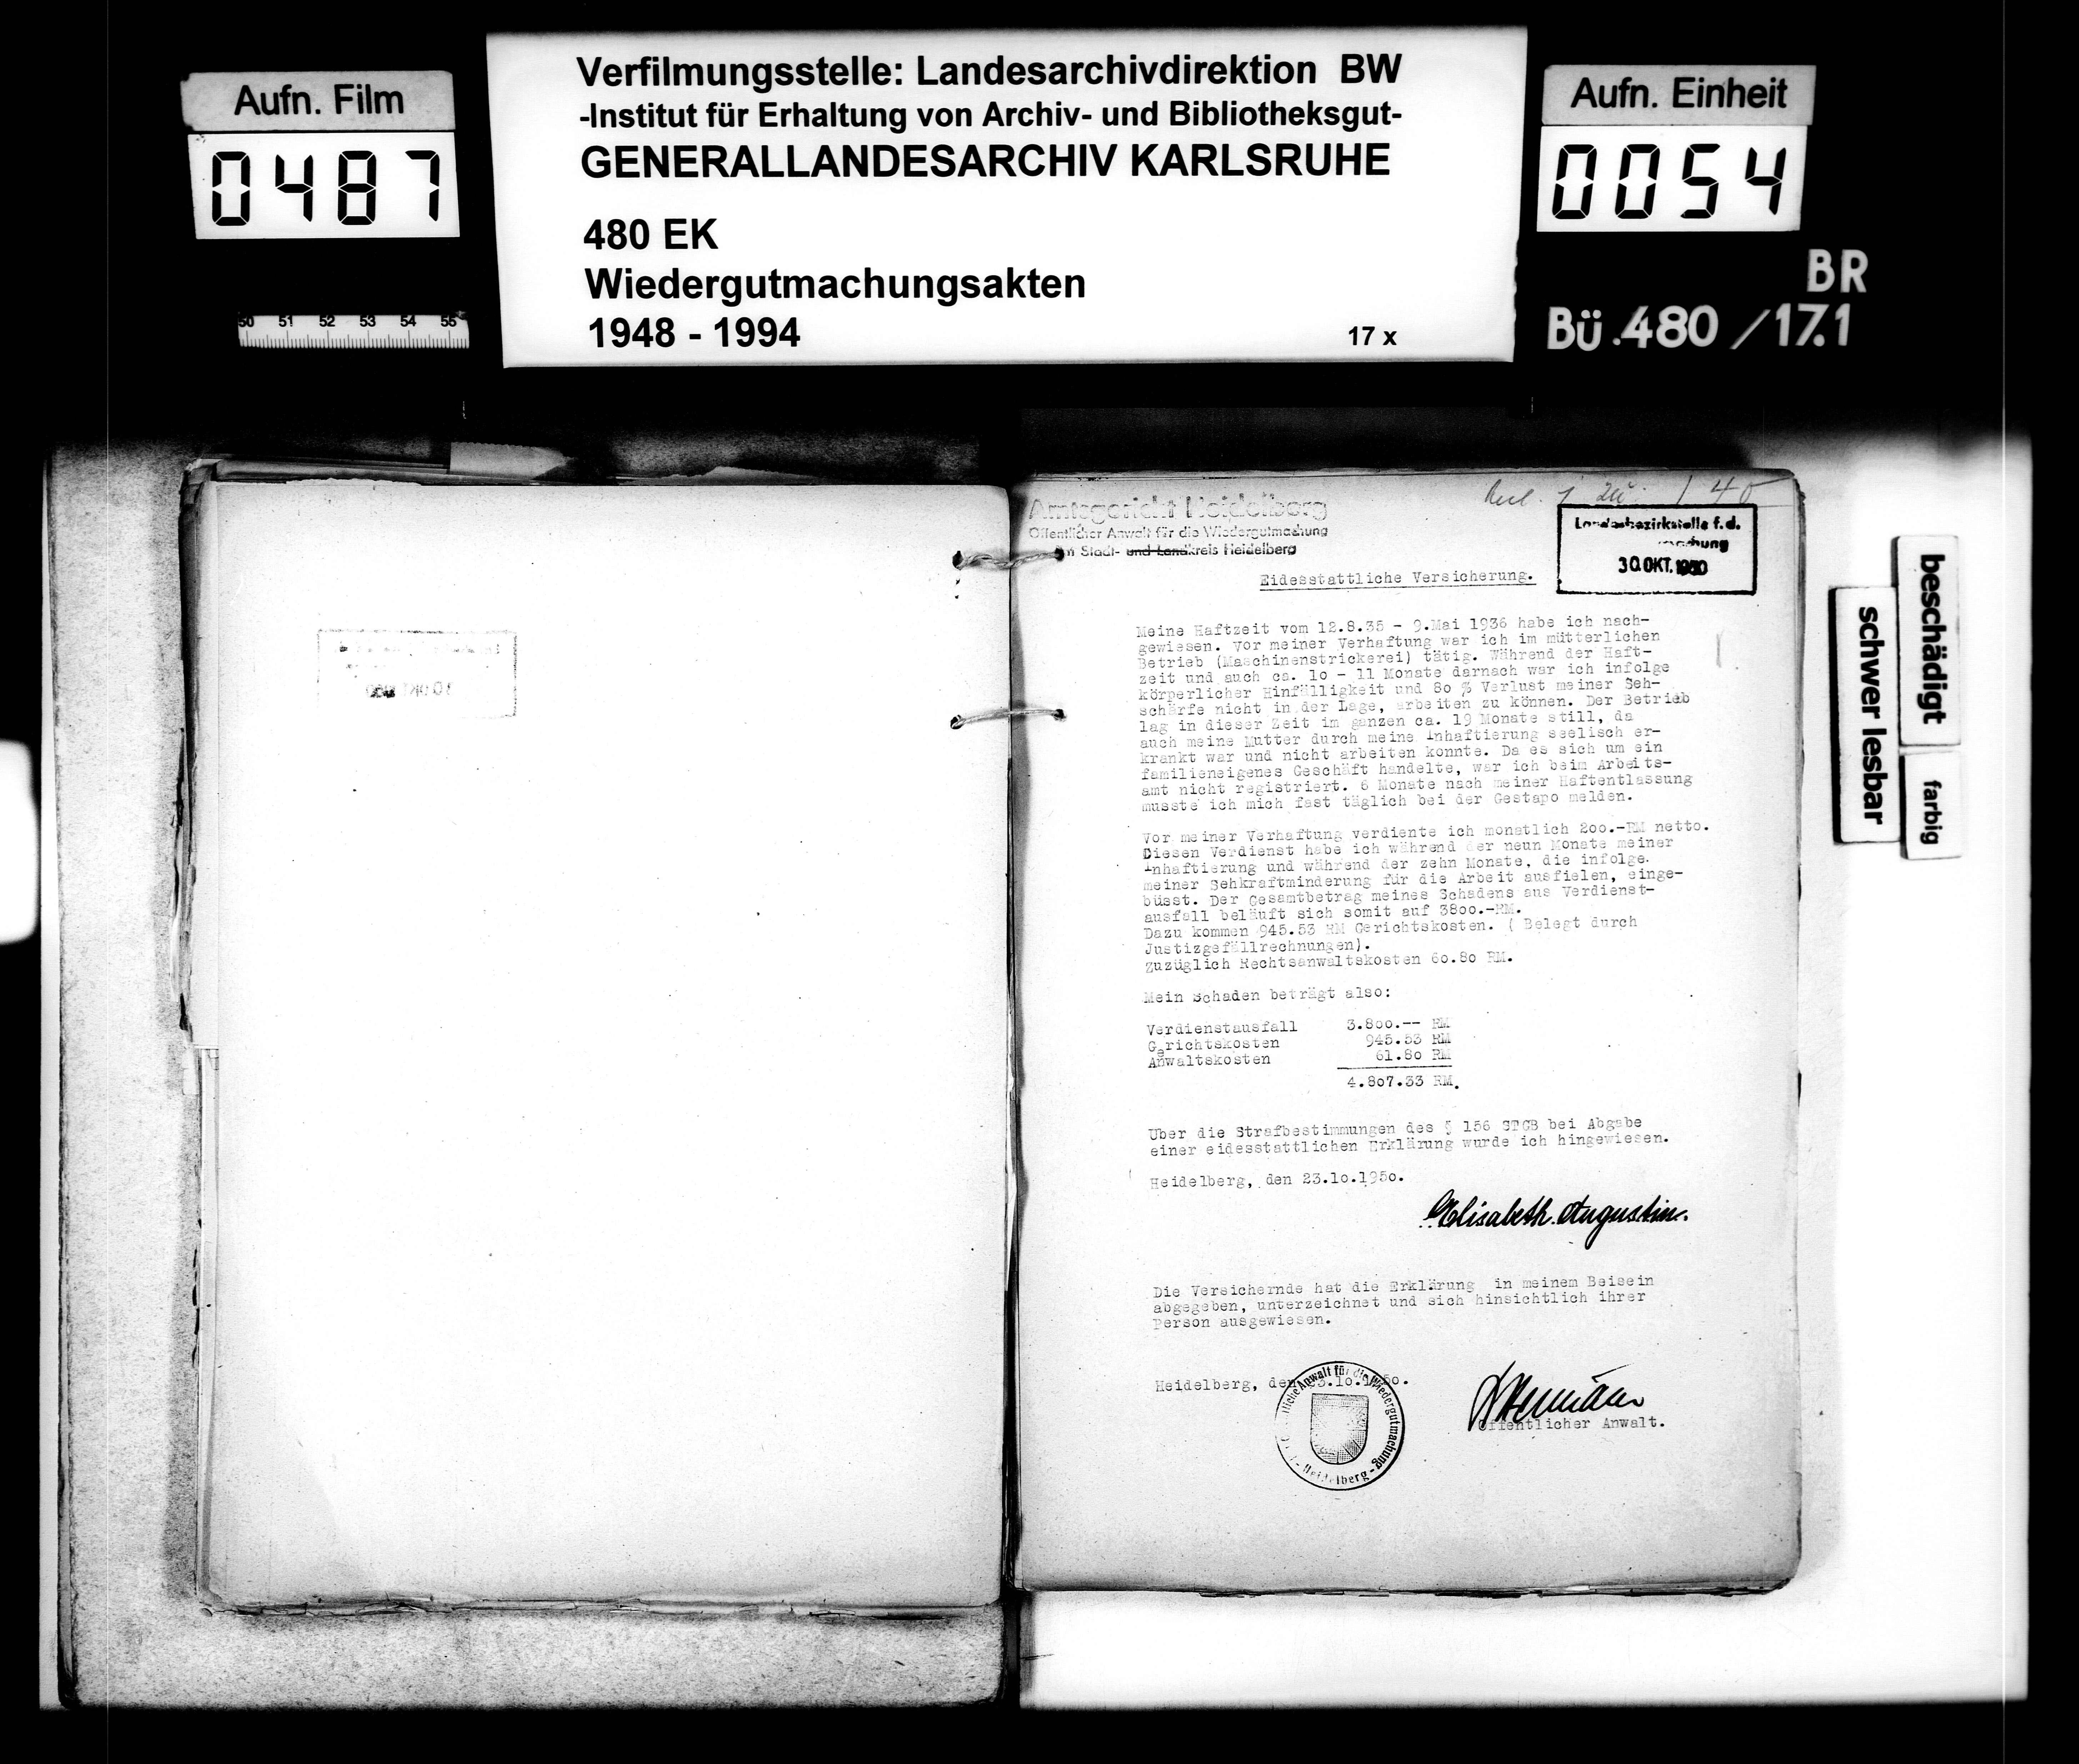 Aufn. Film
0487
50 51 52 53 54 55
Verfilmungsstelle: Landesarchivdirektion BW
-Institut für Erhaltung von Archiv- und Bibliotheksgut-
GENERALLANDESARCHIV KARLSRUHE
480 EK
Wiedergutmachungsakten
1948 - 1994
17 x
Aufn. Einheit
0054
BR
Bü.480 /17.1
beschädigt
farbig
schwer lesbar
Amtsgericht Heidelberg
Öffentlicher Anwalt für die Wiedergutmachung
im Stadt- und Landkreis Heidelberg
Landesbezirksstelle f.d.
30. OKT. 1950
Eidesstattliche Versicherung.
Meine Haftzeit vom 12.8.35 - 9.Mai 1936 habe ich nach-
gewiesen. Vor meiner Verhaftung war ich im mütterlichen
Betrieb (Maschinenstrickerei) tätig. Während der Haft-
zeit und auch ca. 1o - 11 Monate darnach war ich infolge
körperlicher Hinfälligkeit und 8o % Verlust meiner Seh-
schärfe nicht in der Lage, arbeiten zu können. Der Betrieb
lag in dieser Zeit im ganzen ca. 19 Monate still, da
auch meine Mutter durch meine Inhaftierung seelisch er-
krankt war und nicht arbeiten konnte. Da es sich um ein
familieneigenes Geschäft handelte, war ich beim Arbeits-
amt nicht registriert. 6 Monate nach meiner Haftentlassung
musste ich mich fast täglich bei der Gestapo melden.
Vor meiner Verhaftung verdiente ich monatlich 2oo.-RM netto.
Diesen Verdienst habe ich während der neun Monate meiner
Inhaftierung und während der zehn Monate, die infolge
meiner Sehkraftminderung für die Arbeit ausfielen, einge-
büsst. Der Gesamtbetrag meines Schadens aus Verdienst-
ausfall beläuft sich somit auf 38oo.-RM.
Dazu kommen 945.53 RM Gerichtskosten. ( Belegt durch
Justizgefällrechnungen).
Zuzüglich Rechtsanwaltskosten 6o.8o RM.
Mein Schaden beträgt also:
Verdienstausfall 3.8oo.-- RM
Gerichtskosten 945.53 RM
Anwaltskosten 61.8o RM
4.8o7.33 RM.
Über die Strafbestimmungen des § 156 STGB bei Abgabe
einer eidesstattlichen Erklärung wurde ich hingewiesen.
Heidelberg, den 23.1o.195o.
Elisabeth Augustin.
Die Versichernde hat die Erklärung in meinem Beisein
abgegeben, unterzeichnet und sich hinsichtlich ihrer
Person ausgewiesen.
Heidelberg, den 23.1o.195o.
Anwalt für die Wiedergutmachung
- Heidelberg -
Öffentlicher Anwalt.